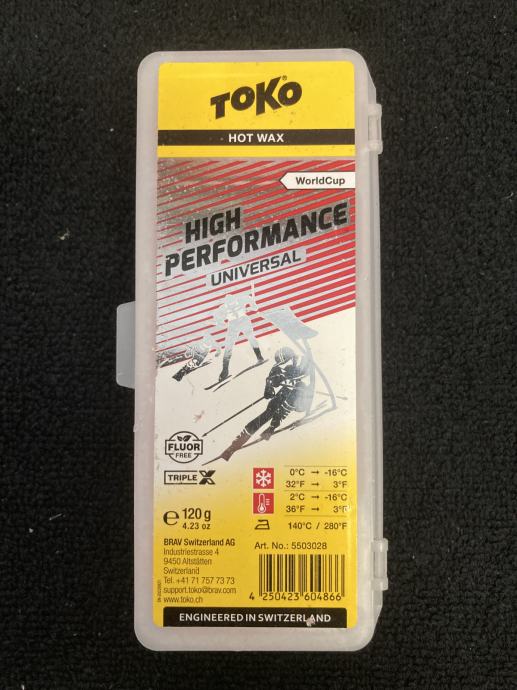 TOKO
HOT WAX
WorldCup
HIGH
PERFORMANCE
UNIVERSAL
FLUOR
FREE
TRIPLE X
0°C → -16°C
32°F → 3°F
2°C → -16°C
36°F → 3°F
℮ 120 g
4.23 oz
140°C / 280°F
BRAV Switzerland AG
Industriestrasse 4
9450 Altstätten
Switzerland
Tel. +41 71 757 73 73
support.toko@brav.com
www.toko.ch
Art. No.: 5503028
4 250423 604866
ENGINEERED IN SWITZERLAND